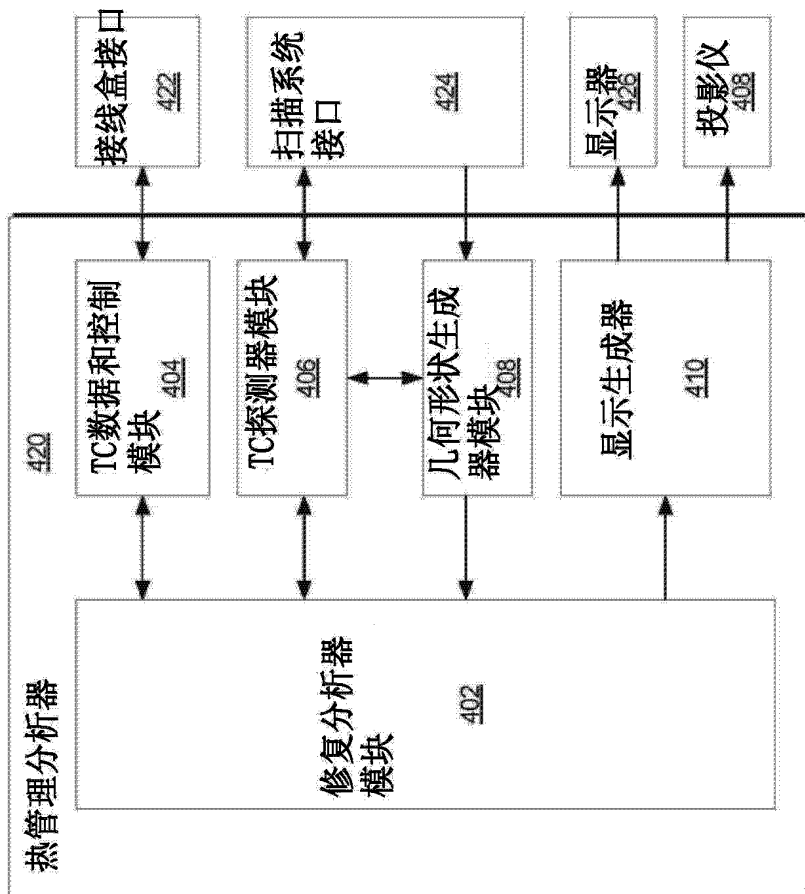 热管理分析器
420
修复分析器
模块
402
TC数据和控制
模块
404
TC探测器模块
406
几何形状生成
器模块
408
显示生成器
410
接线盒接口
422
扫描系统
接口
424
显示器
426
投影仪
408